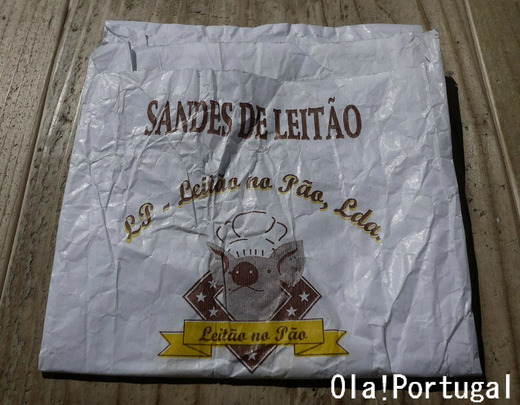 SANDES DE LEITÃO
LP - Leitão no Pão, Lda.
Leitão no Pão
Ola!Portugal